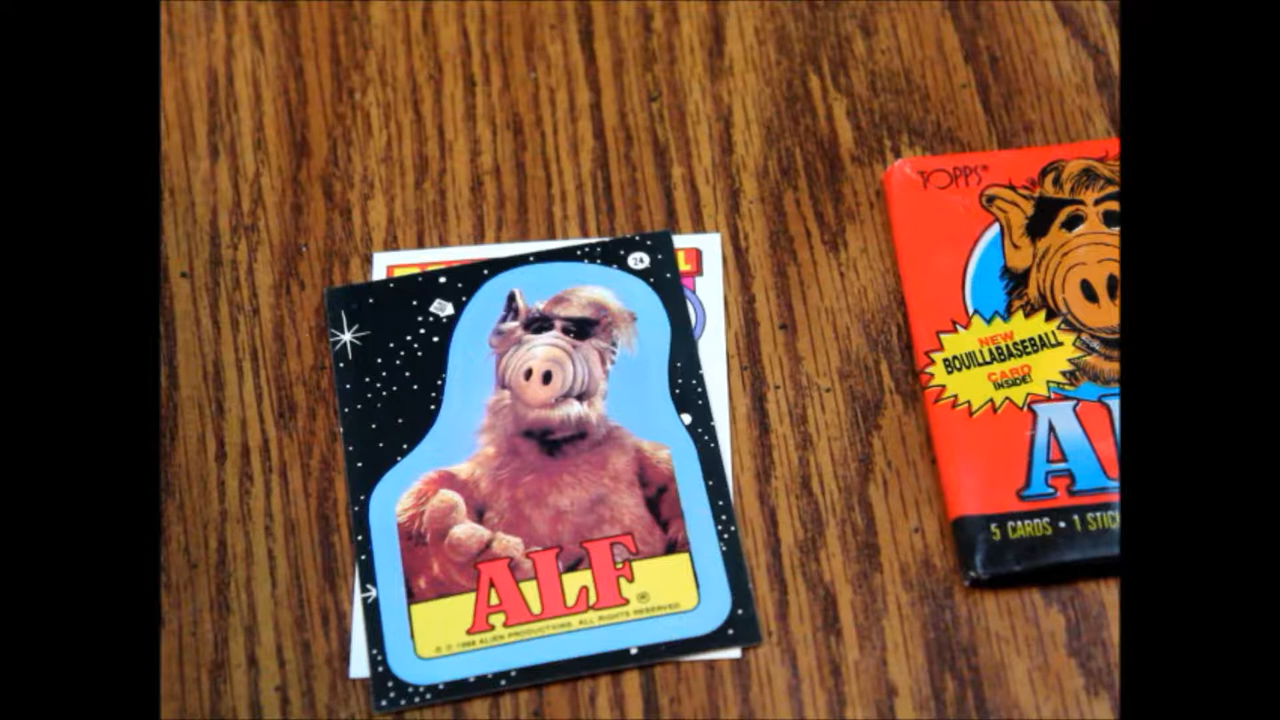 24
ALF
® © 1988 ALIEN PRODUCTIONS. ALL RIGHTS RESERVED.
TOPPS®
NEW
BOUILLABASEBALL
CARD
INSIDE!
AL
5 CARDS • 1 STIC